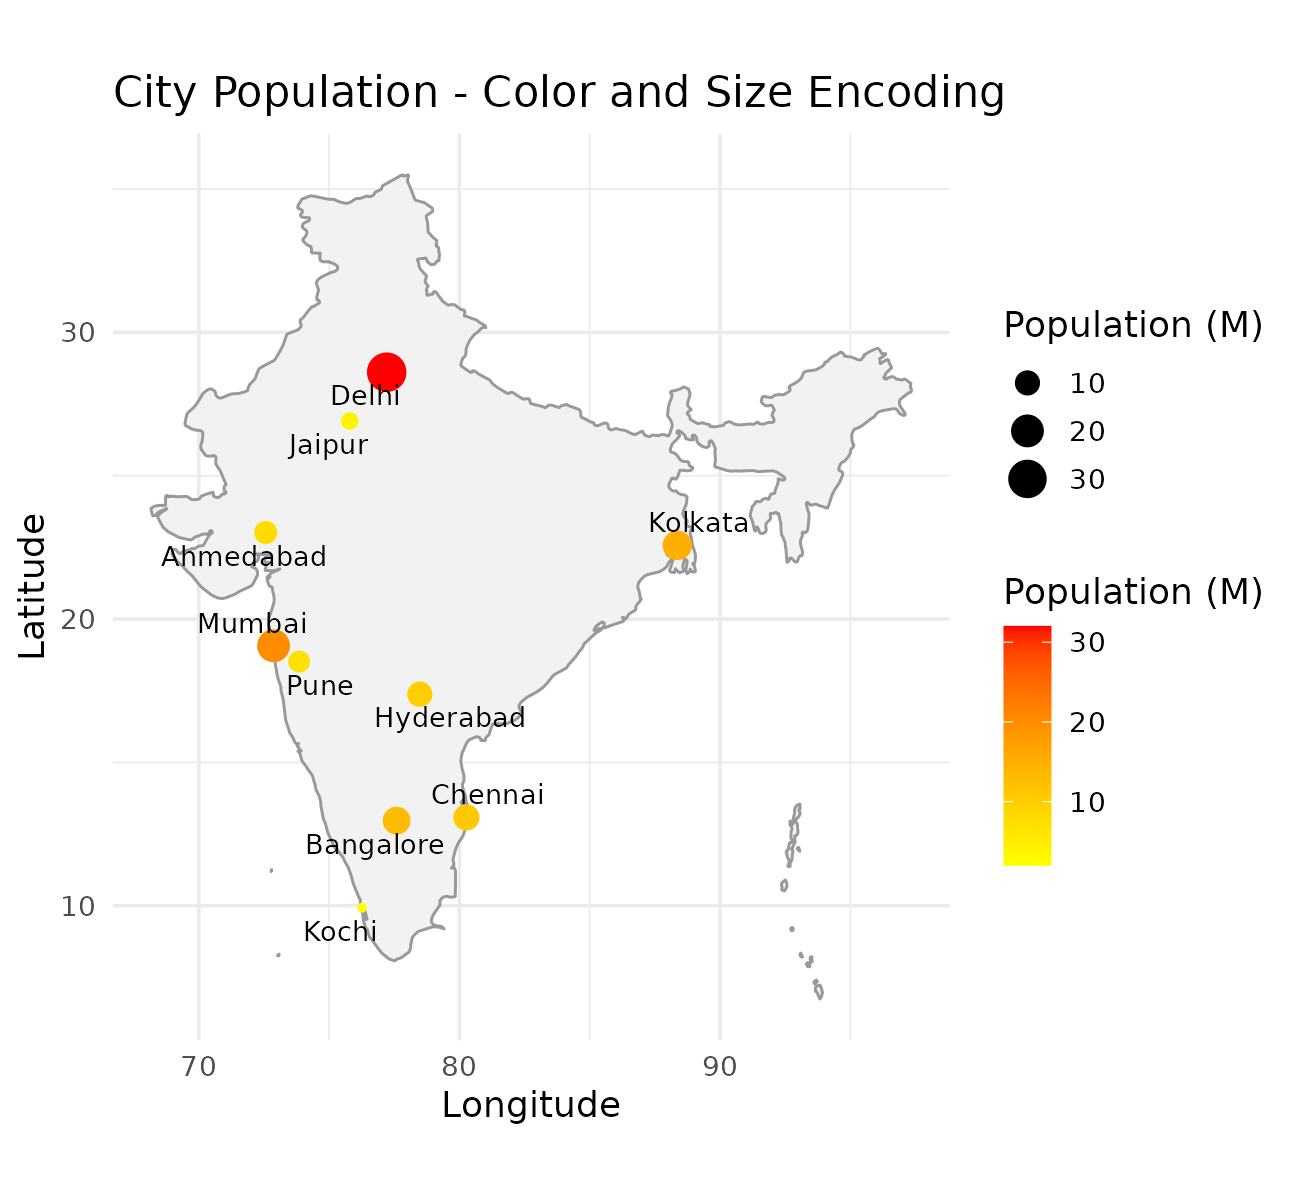 City Population - Color and Size Encoding
30
20
10
Latitude
Delhi
Jaipur
Kolkata
Ahmedabad
Mumbai
Pune
Hyderabad
Chennai
Bangalore
Kochi
70
80
90
Longitude
Population (M)
10
20
30
Population (M)
30
20
10